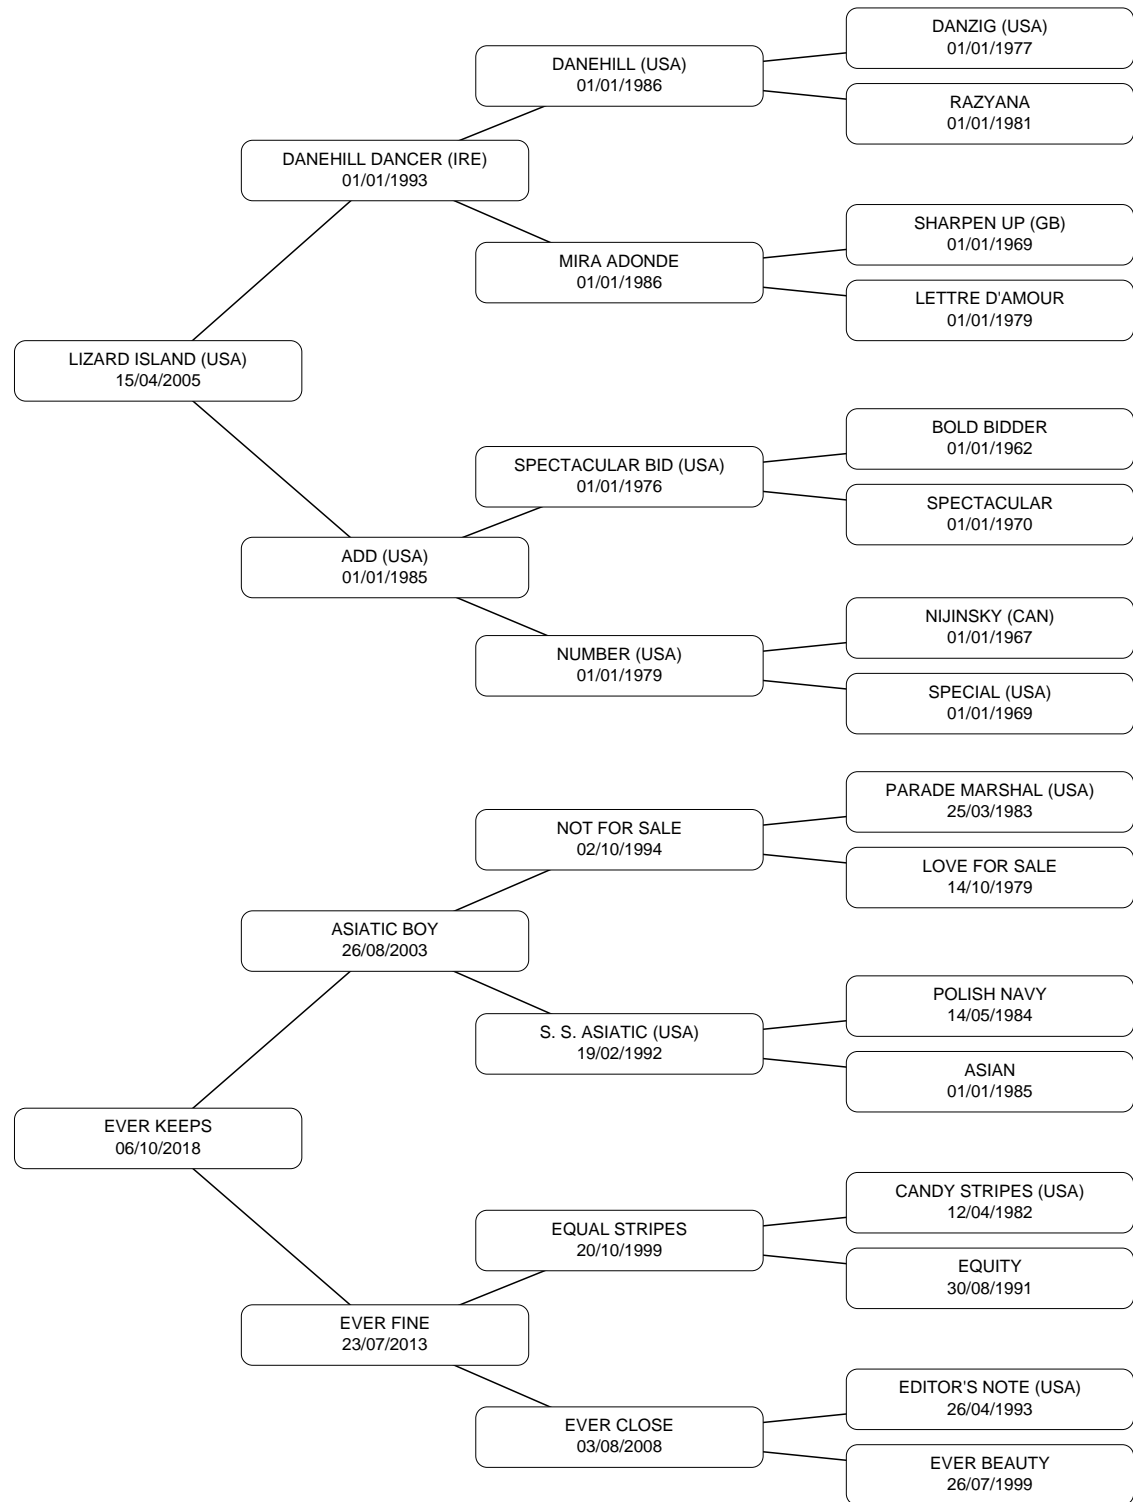 DANZIG (USA)
01/01/1977
DANEHILL (USA)
01/01/1986
RAZYANA
01/01/1981
DANEHILL DANCER (IRE)
01/01/1993
SHARPEN UP (GB)
01/01/1969
MIRA ADONDE
01/01/1986
LETTRE D'AMOUR
01/01/1979
LIZARD ISLAND (USA)
15/04/2005
BOLD BIDDER
01/01/1962
SPECTACULAR BID (USA)
01/01/1976
SPECTACULAR
01/01/1970
ADD (USA)
01/01/1985
NIJINSKY (CAN)
01/01/1967
NUMBER (USA)
01/01/1979
SPECIAL (USA)
01/01/1969
PARADE MARSHAL (USA)
25/03/1983
NOT FOR SALE
02/10/1994
LOVE FOR SALE
14/10/1979
ASIATIC BOY
26/08/2003
POLISH NAVY
14/05/1984
S. S. ASIATIC (USA)
19/02/1992
ASIAN
01/01/1985
EVER KEEPS
06/10/2018
CANDY STRIPES (USA)
12/04/1982
EQUAL STRIPES
20/10/1999
EQUITY
30/08/1991
EVER FINE
23/07/2013
EDITOR'S NOTE (USA)
26/04/1993
EVER CLOSE
03/08/2008
EVER BEAUTY
26/07/1999